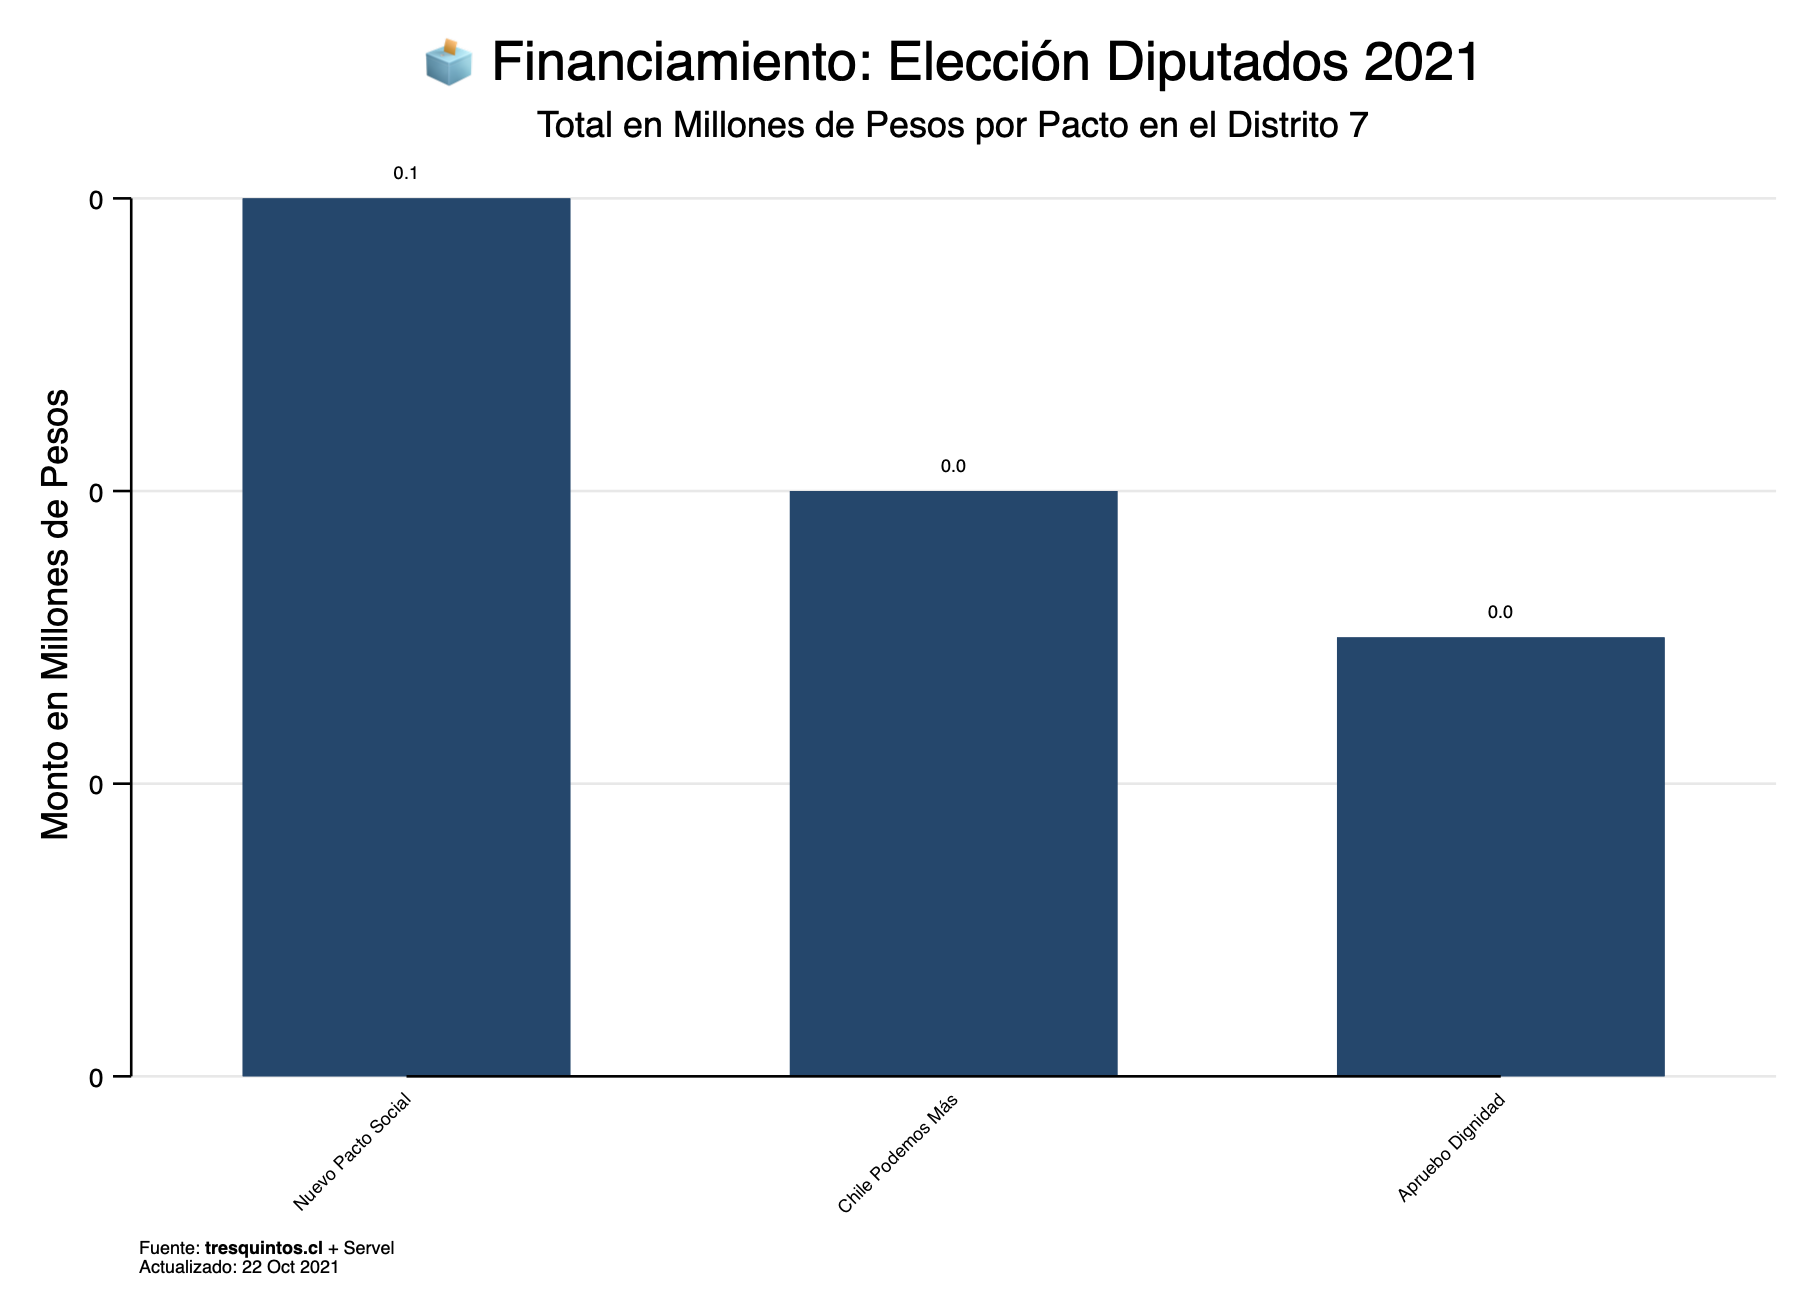 Financiamiento: Elección Diputados 2021
Total en Millones de Pesos por Pacto en el Distrito 7
Monto en Millones de Pesos
0
0
0
0
0.1
0.0
0.0
Nuevo Pacto Social
Chile Podemos Más
Apruebo Dignidad
Fuente: tresquintos.cl + Servel
Actualizado: 22 Oct 2021